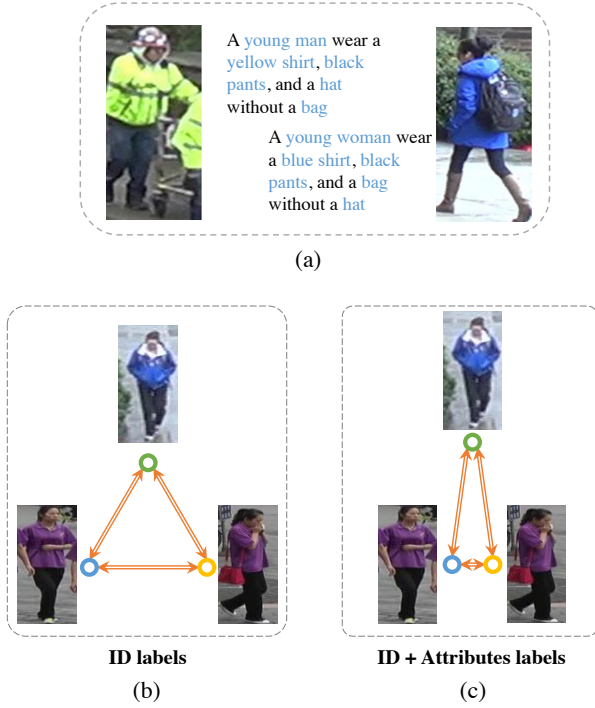 A young man wear a
yellow shirt, black
pants, and a hat
without a bag
A young woman wear
a blue shirt, black
pants, and a bag
without a hat
(a)
ID labels
(b)
ID + Attributes labels
(c)